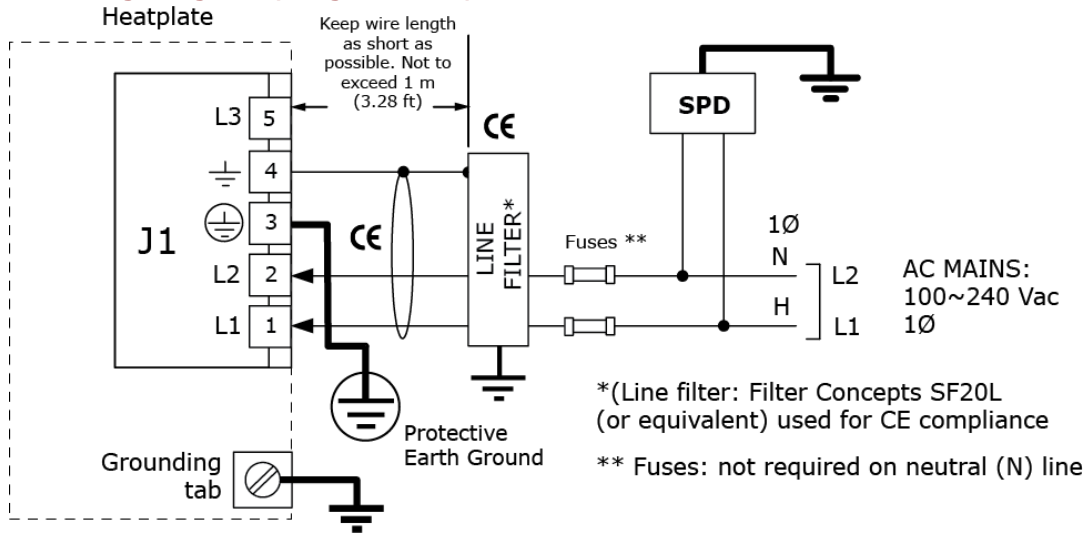 Heatplate
Keep wire length
as short as
possible. Not to
exceed 1 m
(3.28 ft)
CE
SPD
L3 5
4
3
J1
CE
L2 2
L1 1
LINE
FILTER*
Fuses **
1Ø
N
H
L2
L1
AC MAINS:
100~240 Vac
1Ø
Protective
Earth Ground
*(Line filter: Filter Concepts SF20L
(or equivalent) used for CE compliance
** Fuses: not required on neutral (N) line
Grounding
tab